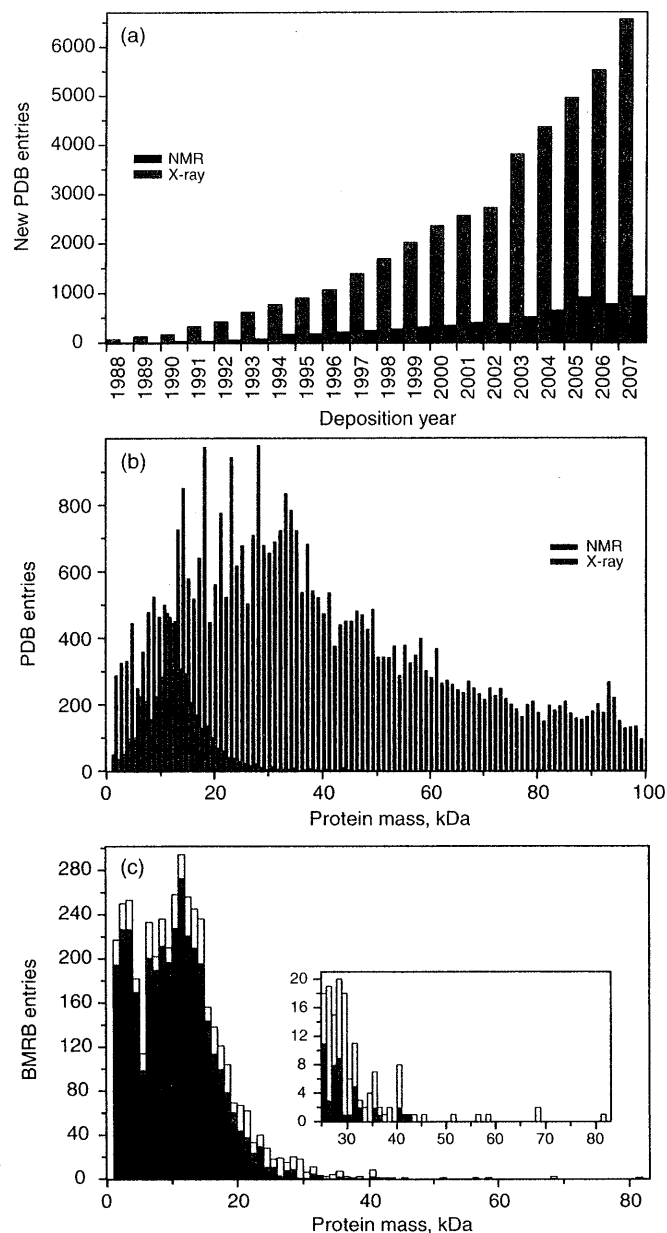 (a)
New PDB entries
6000
5000
4000
3000
2000
1000
0
NMR
X-ray
1988
1989
1990
1991
1992
1993
1994
1995
1996
1997
1998
1999
2000
2001
2002
2003
2004
2005
2006
2007
Deposition year
(b)
PDB entries
800
600
400
200
0
NMR
X-ray
0 20 40 60 80 100
Protein mass, kDa
(c)
BMRB entries
280
240
200
160
120
80
40
0
20
16
12
8
4
0
30 40 50 60 70 80
0 20 40 60 80
Protein mass, kDa